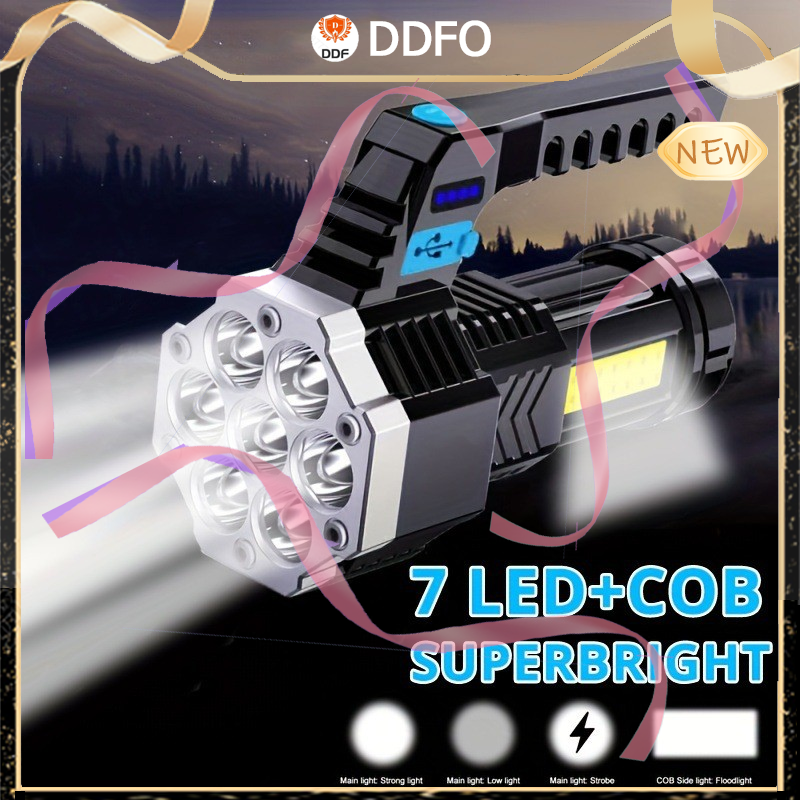 DDF
DDFO
NEW
7 LED+COB
SUPERBRIGHT
Main light: Strong light
Main light: Low light
Main light: Strobe
COB Side light: Floodlight